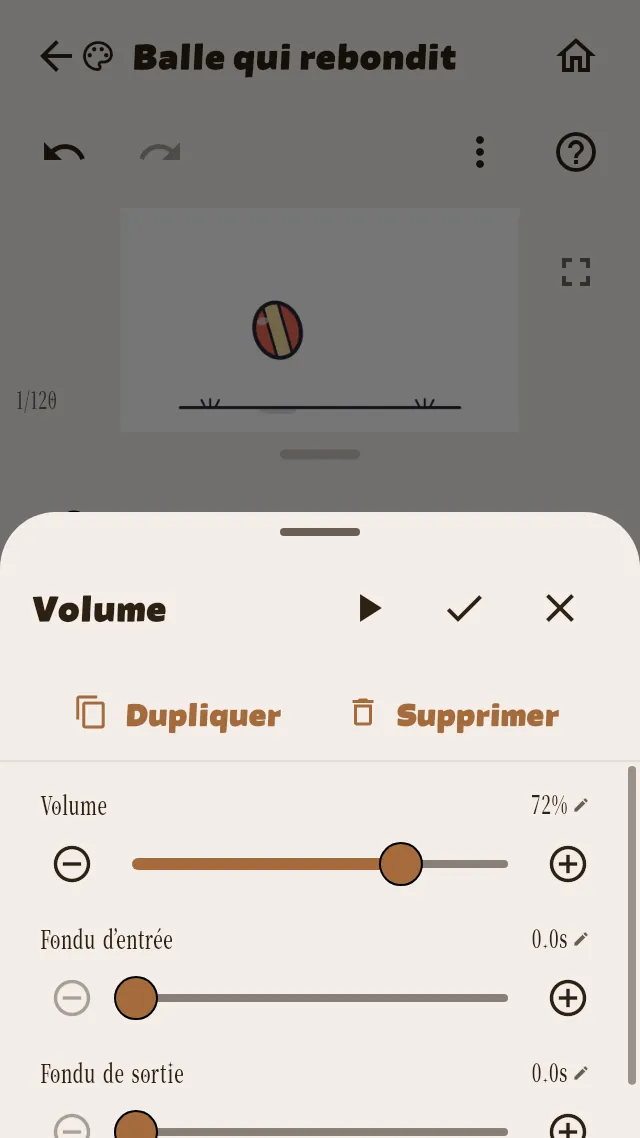 Balle qui rebondit
1/120
Volume
Dupliquer
Supprimer
Volume
72%
Fondu d'entrée
0.0s
Fondu de sortie
0.0s